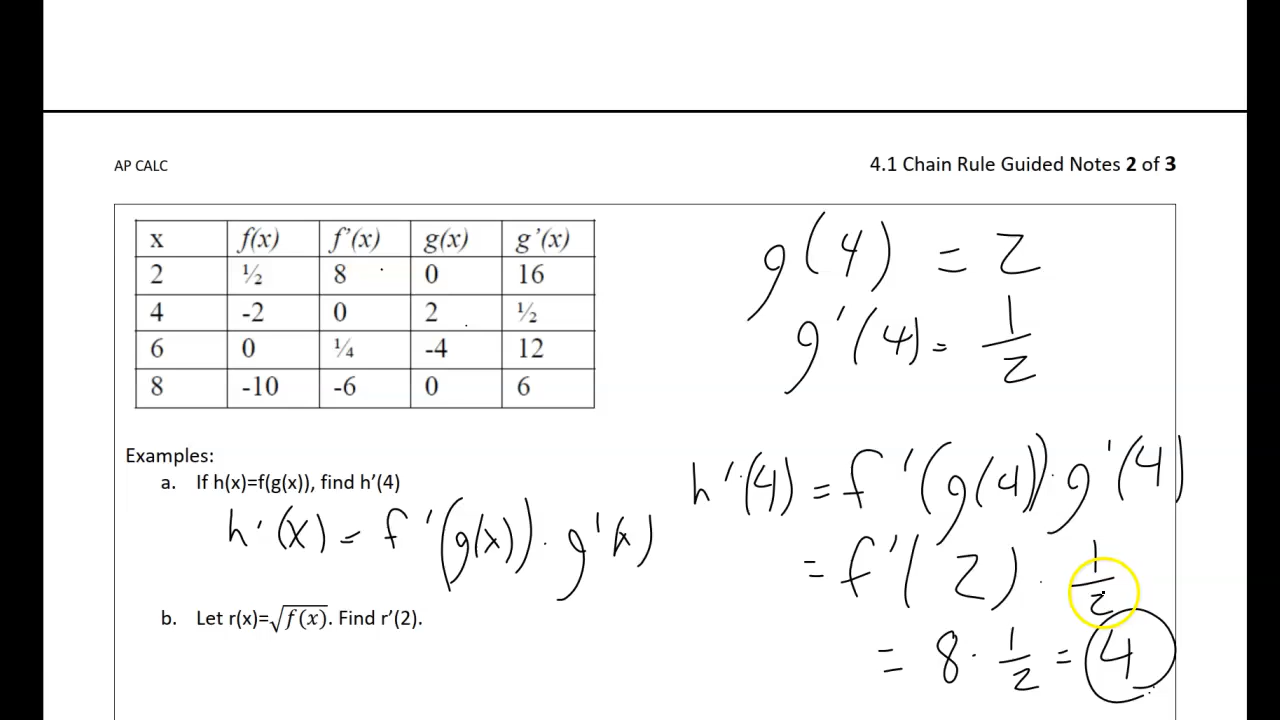 AP CALC 4.1 Chain Rule Guided Notes 2 of 3
x f(x) f'(x) g(x) g'(x)
2 ½ 8 0 16
4 -2 0 2 ½
6 0 ¼ -4 12
8 -10 -6 0 6
g(4) = 2
g'(4) = 1/2
Examples:
a. If h(x)=f(g(x)), find h'(4)
h'(x) = f'(g(x)) · g'(x)
h'(4) = f'(g(4)) · g'(4)
= f'(2) · 1/2
= 8 · 1/2 = 4
b. Let r(x)=√f(x). Find r'(2).